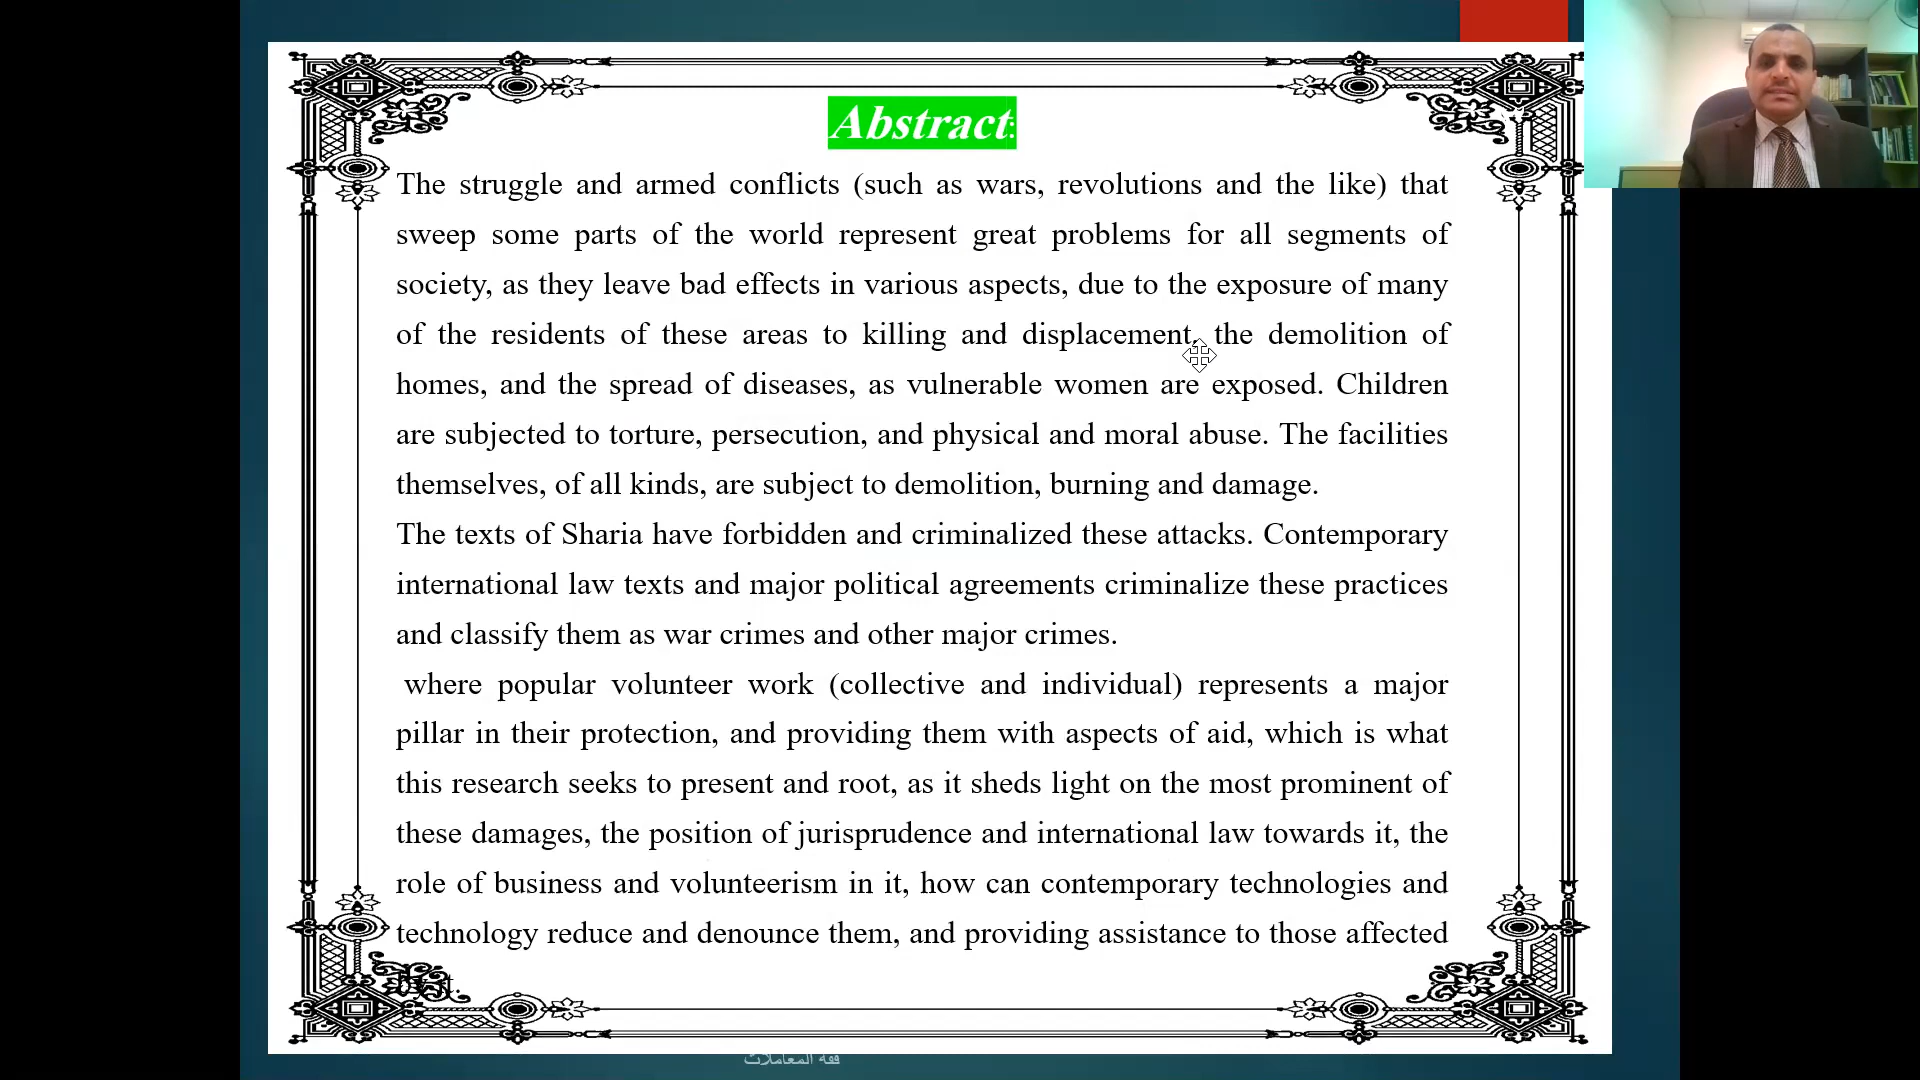 Abstract:
The struggle and armed conflicts (such as wars, revolutions and the like) that
sweep some parts of the world represent great problems for all segments of
society, as they leave bad effects in various aspects, due to the exposure of many
of the residents of these areas to killing and displacement, the demolition of
homes, and the spread of diseases, as vulnerable women are exposed. Children
are subjected to torture, persecution, and physical and moral abuse. The facilities
themselves, of all kinds, are subject to demolition, burning and damage.
The texts of Sharia have forbidden and criminalized these attacks. Contemporary
international law texts and major political agreements criminalize these practices
and classify them as war crimes and other major crimes.
where popular volunteer work (collective and individual) represents a major
pillar in their protection, and providing them with aspects of aid, which is what
this research seeks to present and root, as it sheds light on the most prominent of
these damages, the position of jurisprudence and international law towards it, the
role of business and volunteerism in it, how can contemporary technologies and
technology reduce and denounce them, and providing assistance to those affected
by it.
فقه المعاملات